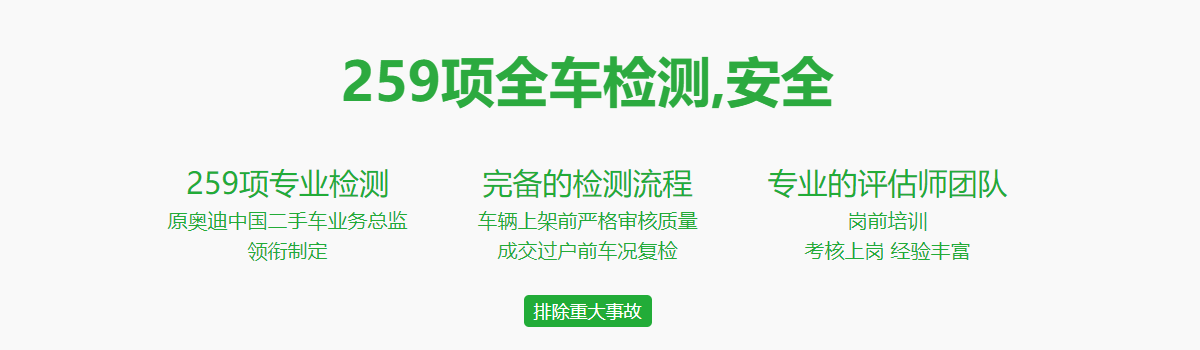 259项全车检测,安全
259项专业检测
原奥迪中国二手车业务总监
领衔制定
完备的检测流程
车辆上架前严格审核质量
成交过户前车况复检
专业的评估师团队
岗前培训
考核上岗 经验丰富
排除重大事故